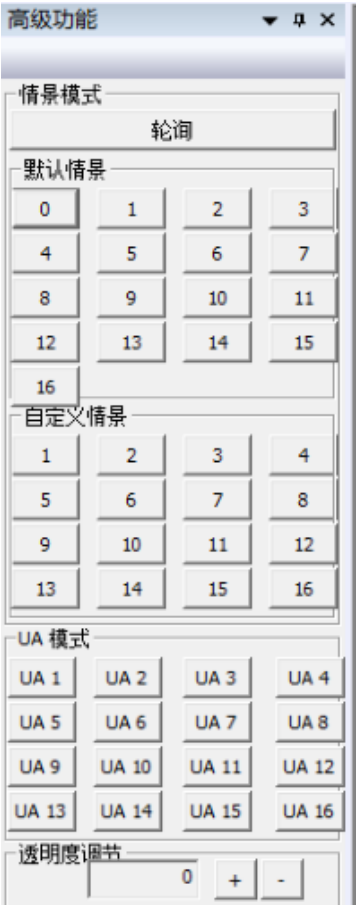 高级功能
情景模式
轮询
默认情景
0 1 2 3
4 5 6 7
8 9 10 11
12 13 14 15
16
自定义情景
1 2 3 4
5 6 7 8
9 10 11 12
13 14 15 16
UA 模式
UA 1 UA 2 UA 3 UA 4
UA 5 UA 6 UA 7 UA 8
UA 9 UA 10 UA 11 UA 12
UA 13 UA 14 UA 15 UA 16
透明度调节
0 + -